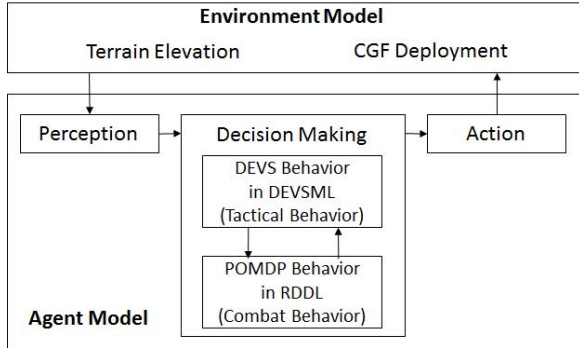 Environment Model
Terrain Elevation CGF Deployment
Perception
Decision Making
Action
DEVS Behavior
in DEVSML
(Tactical Behavior)
POMDP Behavior
in RDDL
(Combat Behavior)
Agent Model